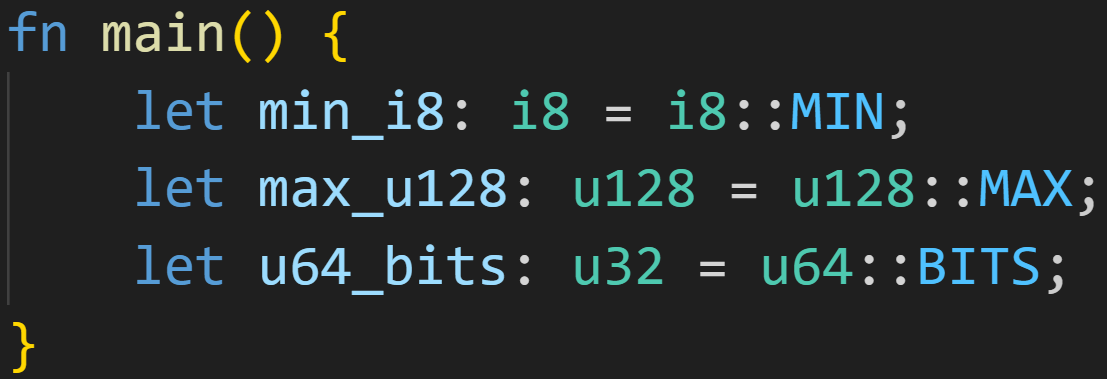 fn main() {
    let min_i8: i8 = i8::MIN;
    let max_u128: u128 = u128::MAX;
    let u64_bits: u32 = u64::BITS;
}